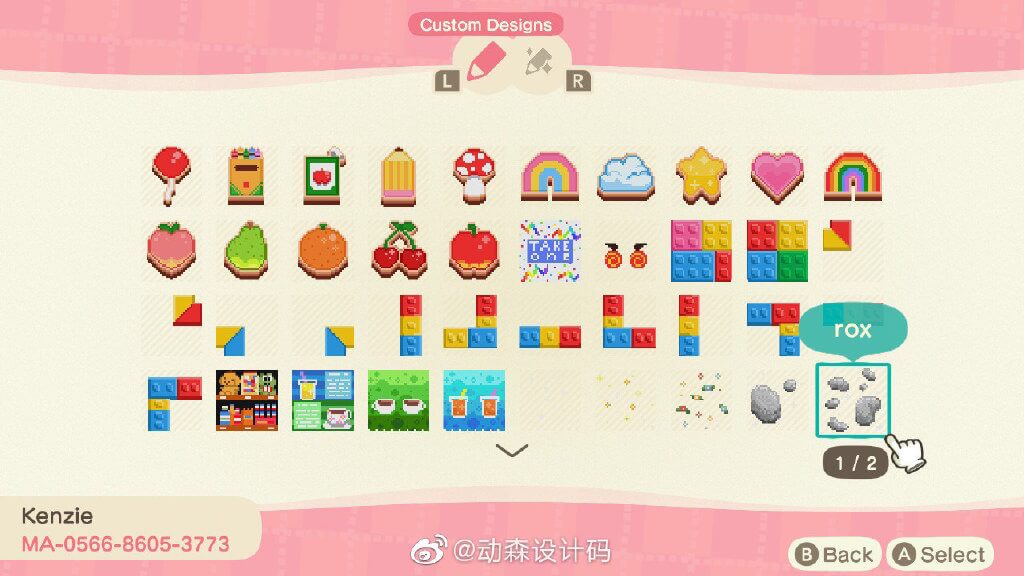 Custom Designs
L
R
TAKE
ONE!
rox
1 / 2
Kenzie
MA-0566-8605-3773
@动森设计码
B Back
A Select